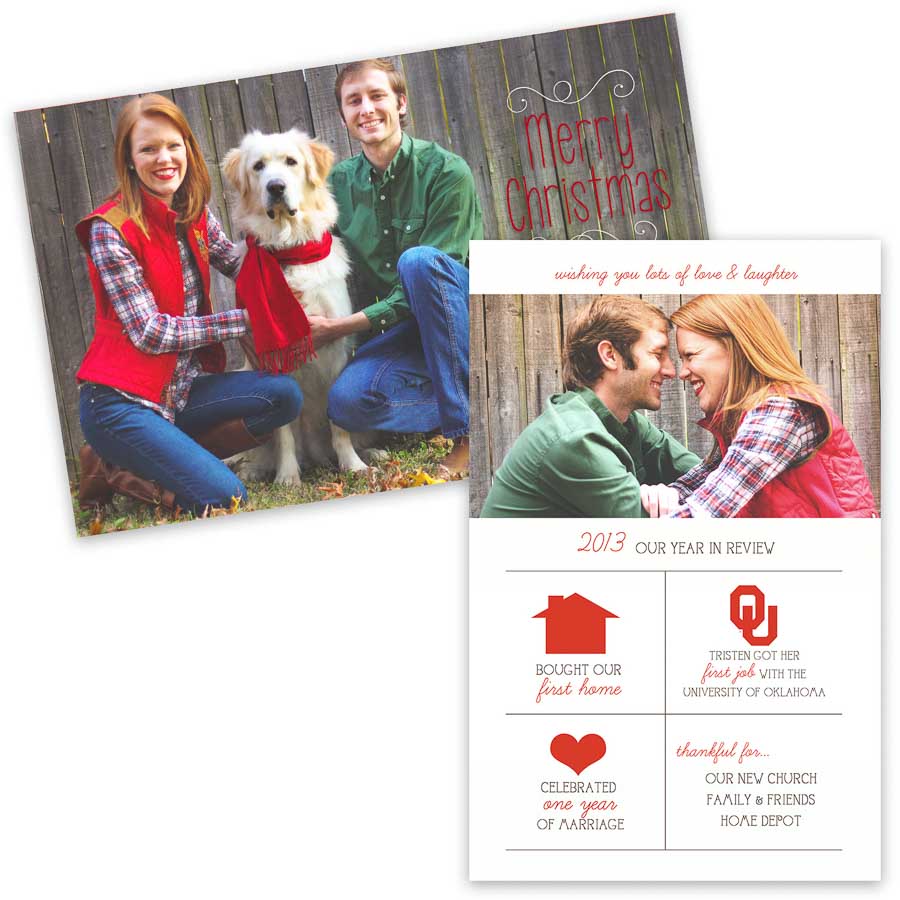 Merry
Christmas
wishing you lots of love & laughter
2013 OUR YEAR IN REVIEW
BOUGHT OUR
first home
OU
TRISTEN GOT HER
first job WITH THE
UNIVERSITY OF OKLAHOMA
CELEBRATED
one year
OF MARRIAGE
thankful for...
OUR NEW CHURCH
FAMILY & FRIENDS
HOME DEPOT